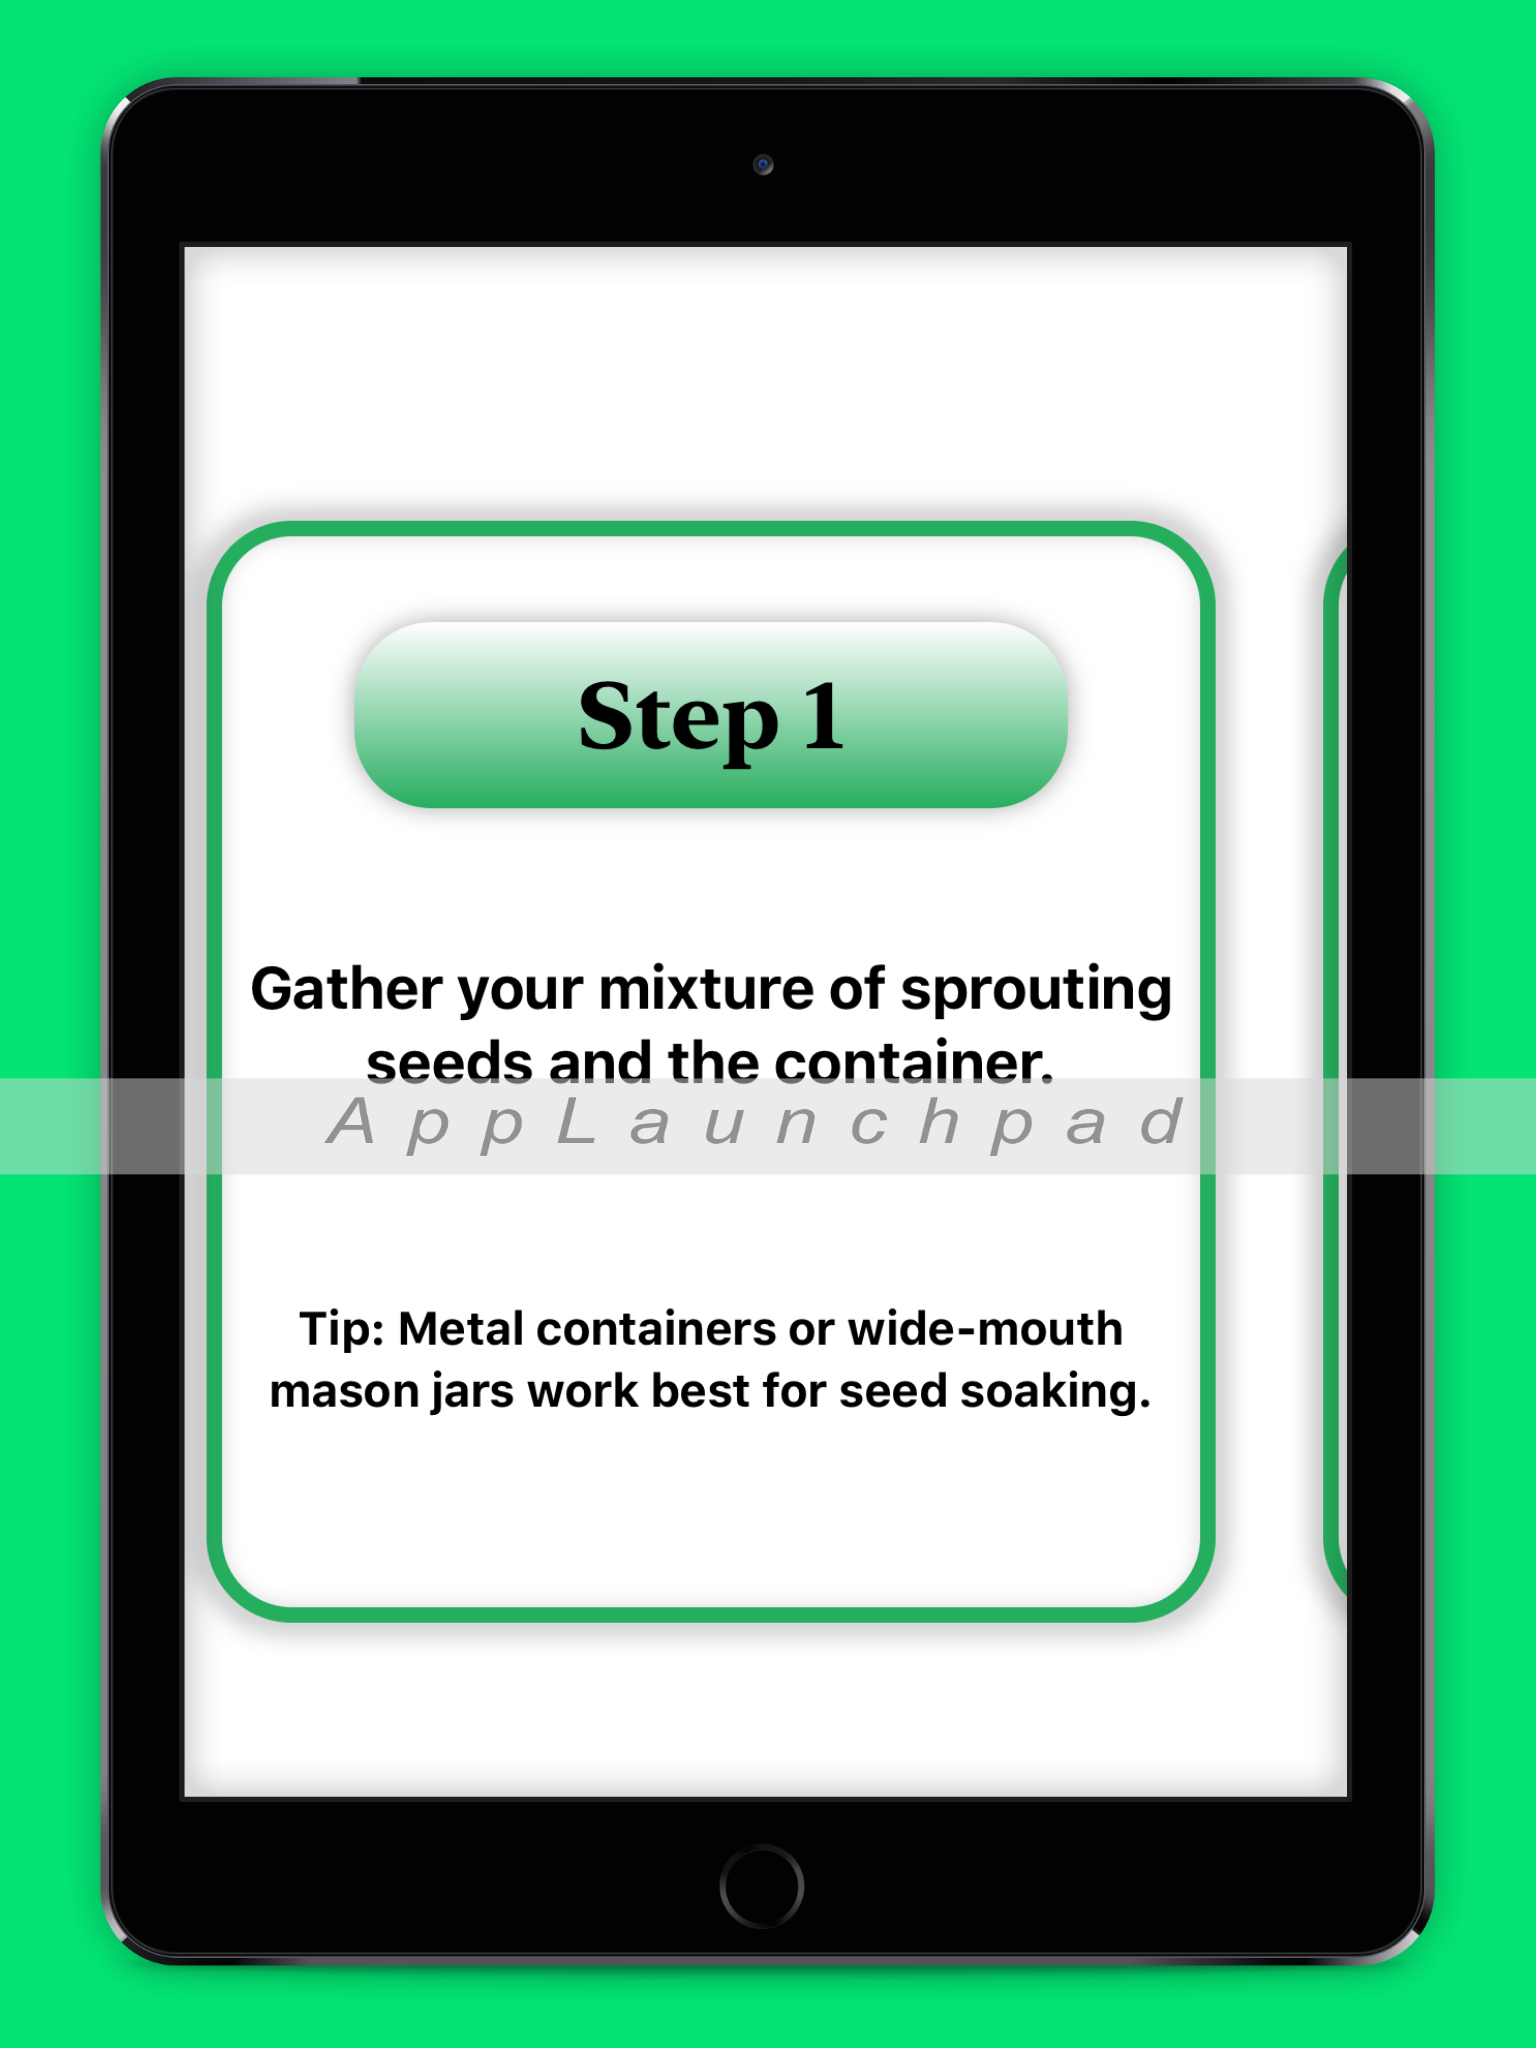 Step 1
Gather your mixture of sprouting
seeds and the container.
AppLaunchpad
Tip: Metal containers or wide-mouth
mason jars work best for seed soaking.